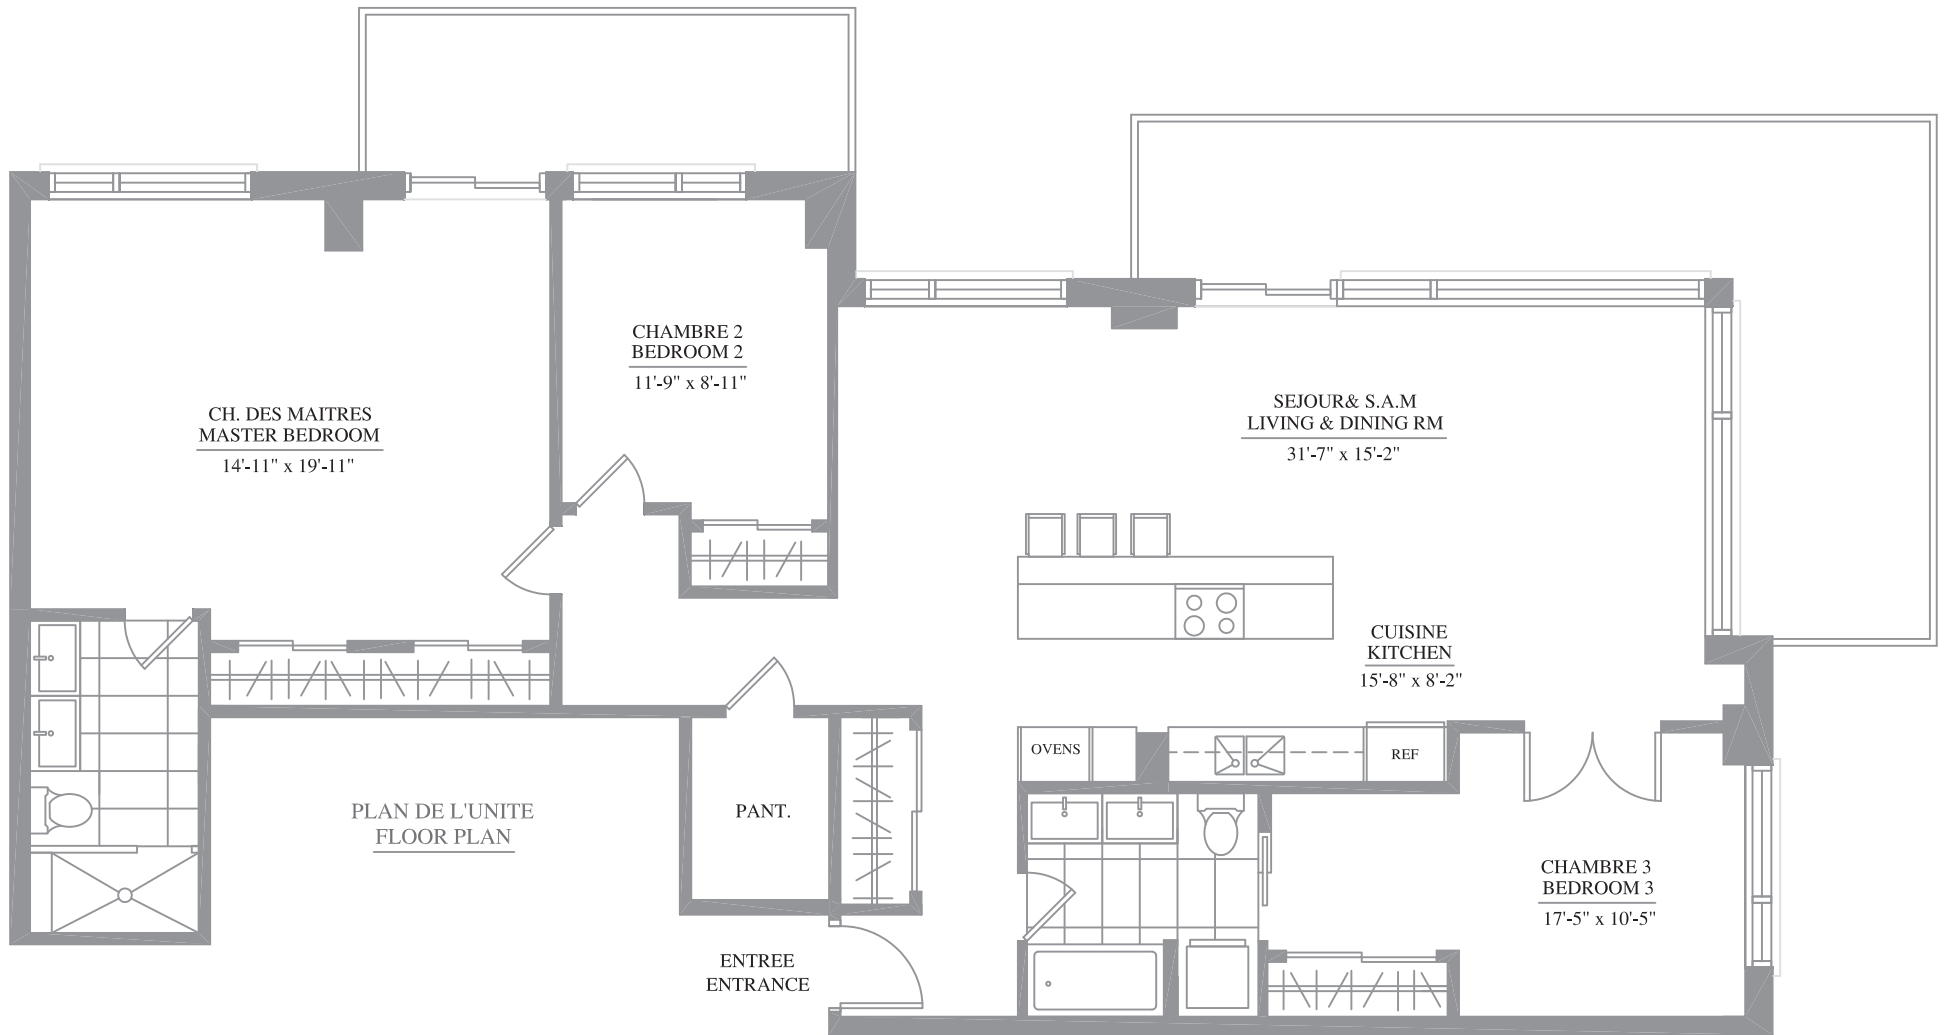 CHAMBRE 2
BEDROOM 2
11'-9" x 8'-11"
CH. DES MAITRES
MASTER BEDROOM
14'-11" x 19'-11"
SEJOUR& S.A.M
LIVING & DINING RM
31'-7" x 15'-2"
CUISINE
KITCHEN
15'-8" x 8'-2"
OVENS
REF
PLAN DE L'UNITE
FLOOR PLAN
PANT.
CHAMBRE 3
BEDROOM 3
17'-5" x 10'-5"
ENTREE
ENTRANCE